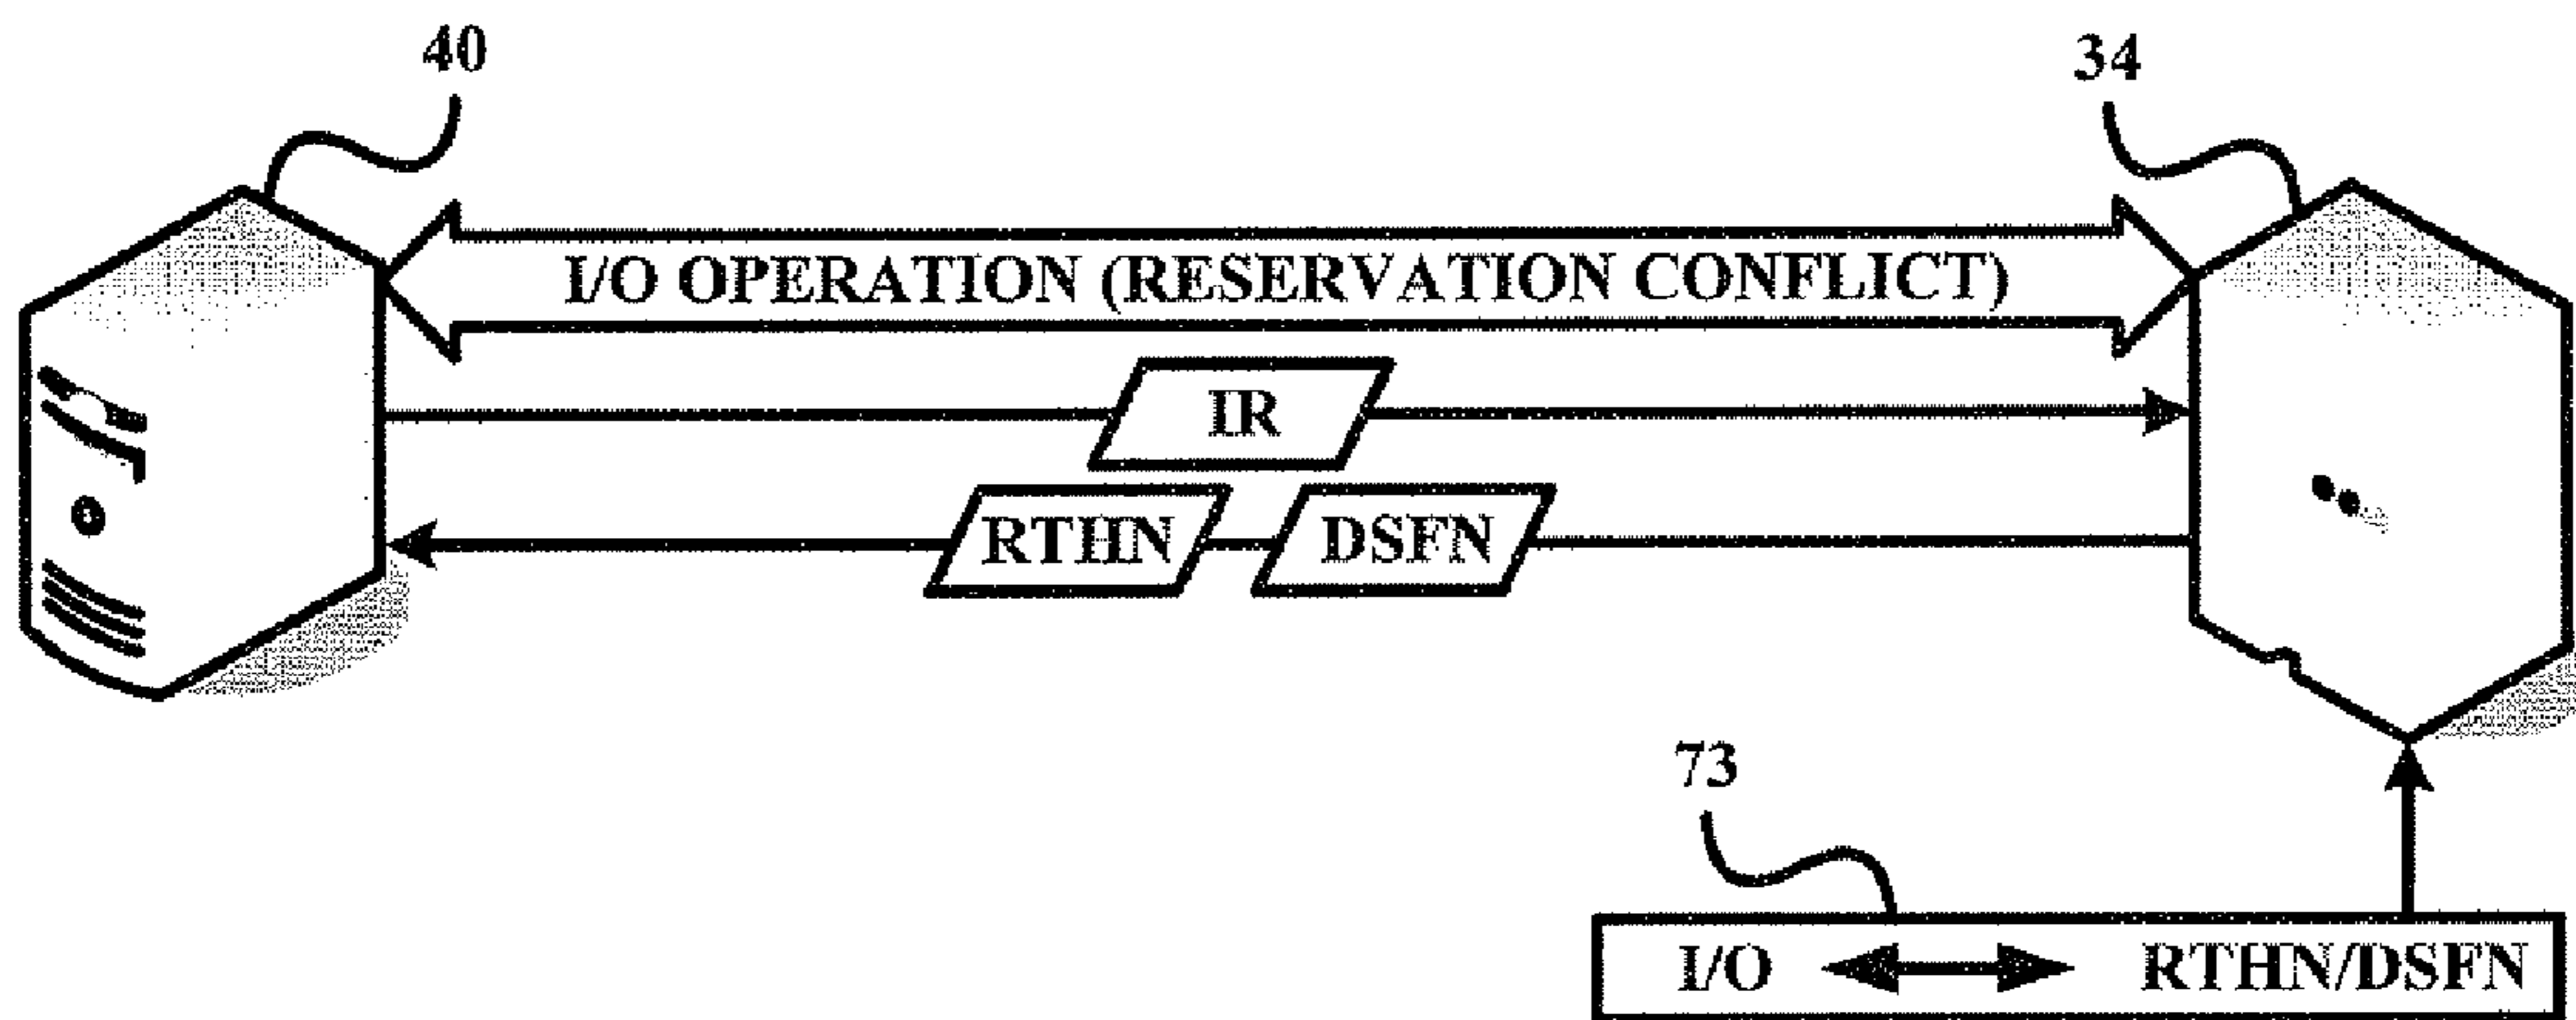 40
34
I/O OPERATION (RESERVATION CONFLICT)
IR
RTHN
DSFN
73
I/O
RTHN/DSFN